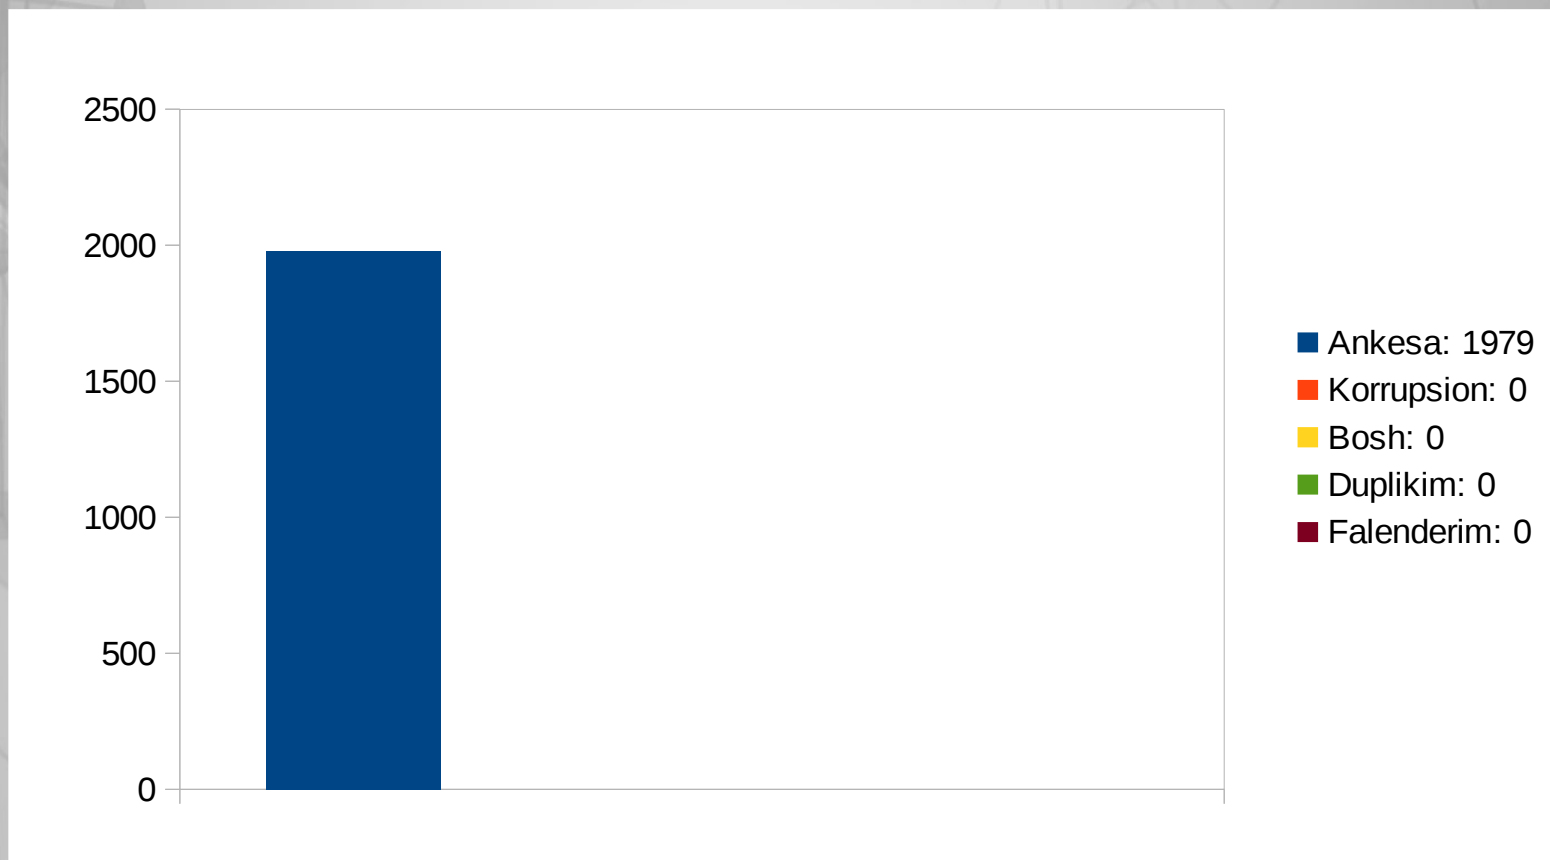 2500
2000
1500
1000
500
0
Ankesa: 1979
Korrupsion: 0
Bosh: 0
Duplikim: 0
Falenderim: 0